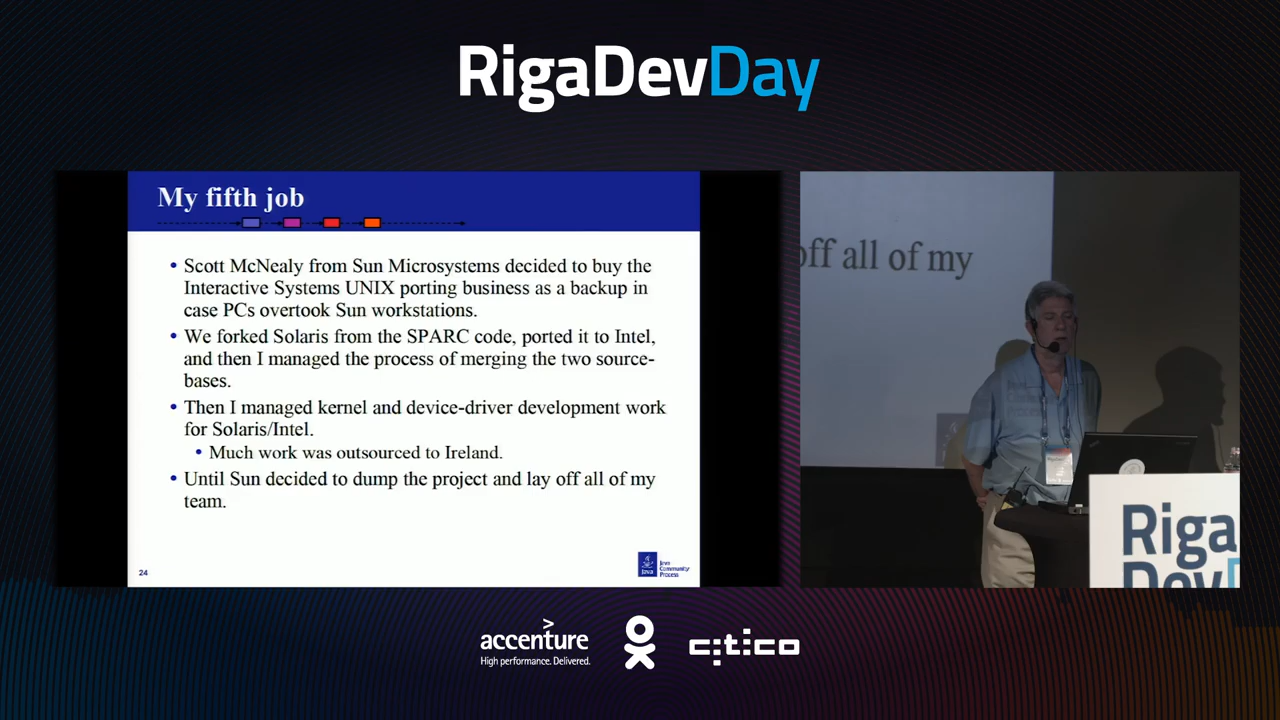 RigaDevDay
My fifth job
• Scott McNealy from Sun Microsystems decided to buy the
Interactive Systems UNIX porting business as a backup in
case PCs overtook Sun workstations.
• We forked Solaris from the SPARC code, ported it to Intel,
and then I managed the process of merging the two source-
bases.
• Then I managed kernel and device-driver development work
for Solaris/Intel.
• Much work was outsourced to Ireland.
• Until Sun decided to dump the project and lay off all of my
team.
24
Java
Java
Community
Process
off all of my
Riga
DevD
accenture
High performance. Delivered.
citico